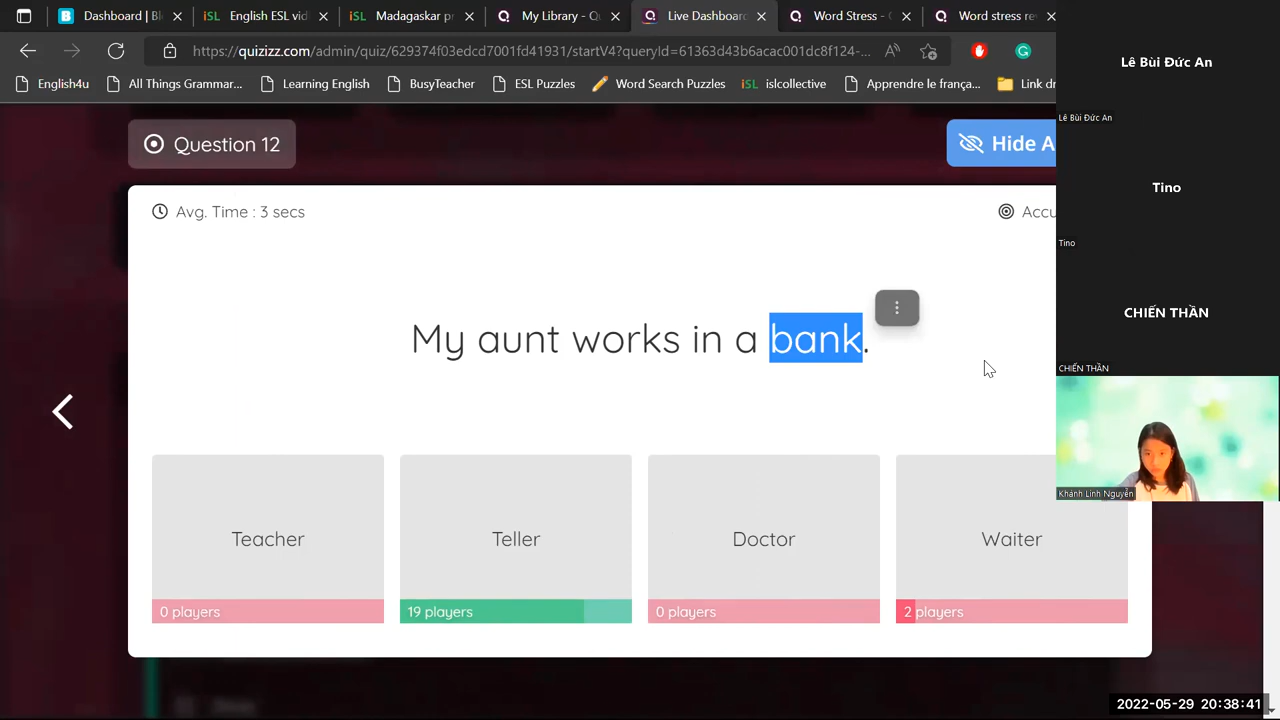 Dashboard | Bl
English ESL vid
Madagaskar pr
My Library - Qu
Live Dashboard
Word Stress - Q
Word stress re
https://quizizz.com/admin/quiz/629374f03edcd7001fd41931/startV4?queryId=61363d43b6acac001dc8f124-...
English4u
All Things Grammar...
Learning English
BusyTeacher
ESL Puzzles
Word Search Puzzles
iSL islcollective
Apprendre le frança...
Link dr
Question 12
Hide A
Avg. Time : 3 secs
Accu
My aunt works in a bank.
Teacher
Teller
Doctor
Waiter
0 players
19 players
0 players
2 players
Lê Bùi Đức An
Lê Bùi Đức An
Tino
Tino
CHIẾN THẦN
CHIẾN THẦN
Khánh Linh Nguyễn
2022-05-29 20:38:41